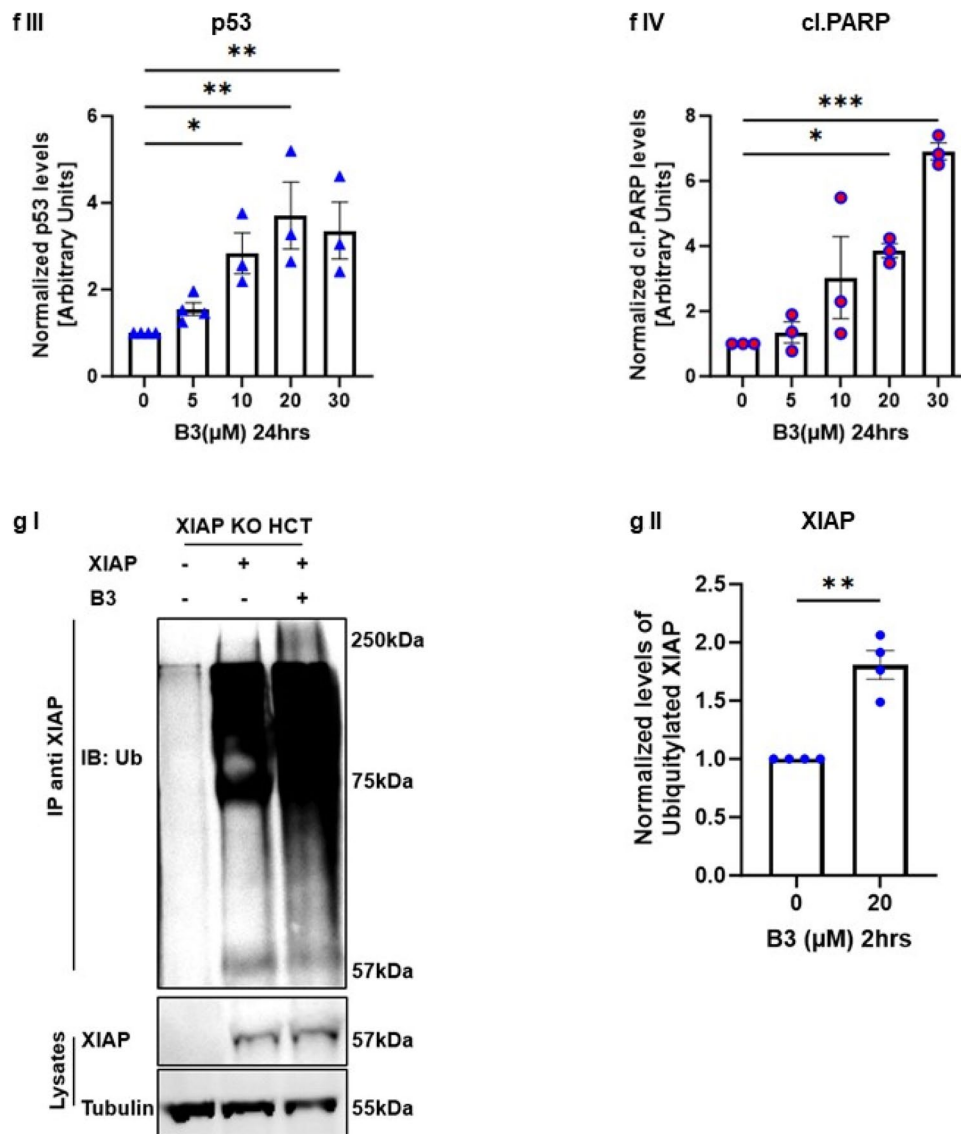 f III p53
**
**
*
6
4
2
0
Normalized p53 levels
[Arbitrary Units]
0 5 10 20 30
B3(µM) 24hrs
f IV cl.PARP
***
*
8
6
4
2
0
Normalized cl.PARP levels
[Arbitrary Units]
0 5 10 20 30
B3(µM) 24hrs
g I
XIAP KO HCT
XIAP - + +
B3 - - +
IP anti XIAP
IB: Ub
250kDa
75kDa
57kDa
Lysates
XIAP 57kDa
Tubulin 55kDa
g II XIAP
**
2.5
2.0
1.5
1.0
0.5
0.0
Normalized levels of
Ubiquitylated XIAP
0 20
B3 (µM) 2hrs